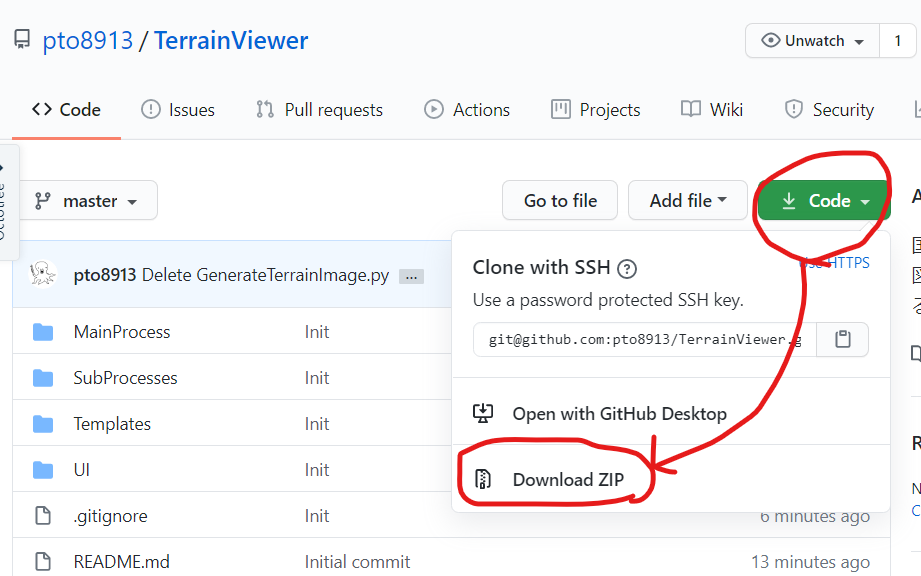 pto8913 / TerrainViewer
Unwatch 1
Code Issues Pull requests Actions Projects Wiki Security
Octotree
master Go to file Add file Code
pto8913 Delete GenerateTerrainImage.py ...
Clone with SSH ? HTTPS
Use a password protected SSH key.
git@github.com:pto8913/TerrainViewer.g
MainProcess Init
SubProcesses Init
Open with GitHub Desktop
Templates Init
UI Init
Download ZIP
.gitignore Init 6 minutes ago
README.md Initial commit 13 minutes ago